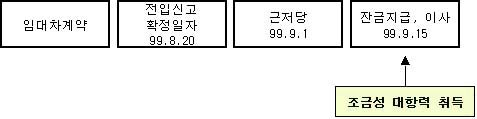 임대차계약
전입신고
확정일자
99.8.20
근저당
99.9.1
잔금지급, 이사
99.9.15
조금성 대항력 취득